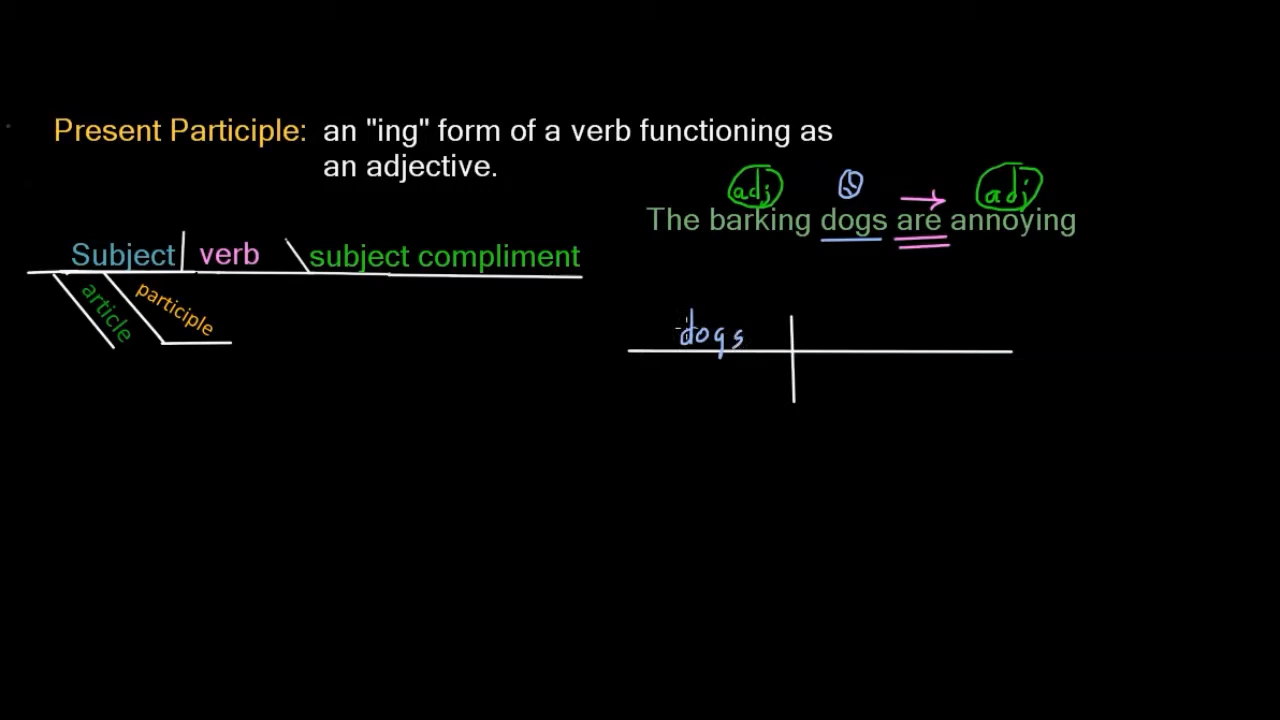 Present Participle: an "ing" form of a verb functioning as
an adjective.
adj S adj
The barking dogs are annoying
Subject verb subject compliment
article participle
dogs